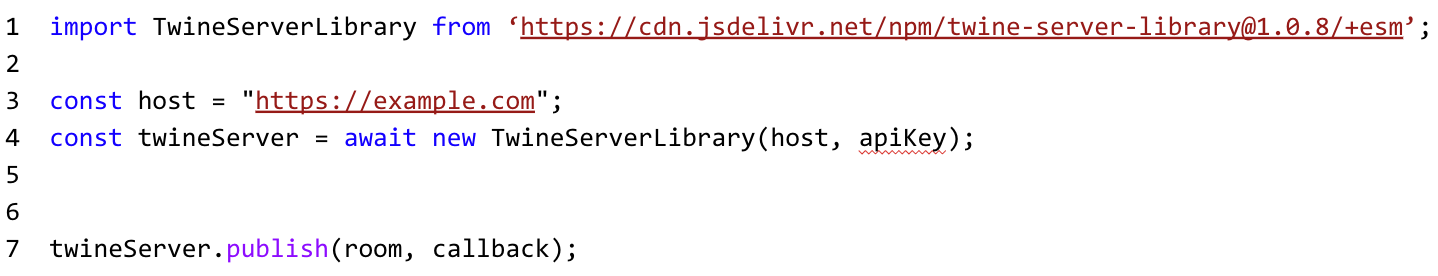 1 import TwineServerLibrary from ‘https://cdn.jsdelivr.net/npm/twine-server-library@1.0.8/+esm’;
2
3 const host = "https://example.com";
4 const twineServer = await new TwineServerLibrary(host, apiKey);
5
6
7 twineServer.publish(room, callback);